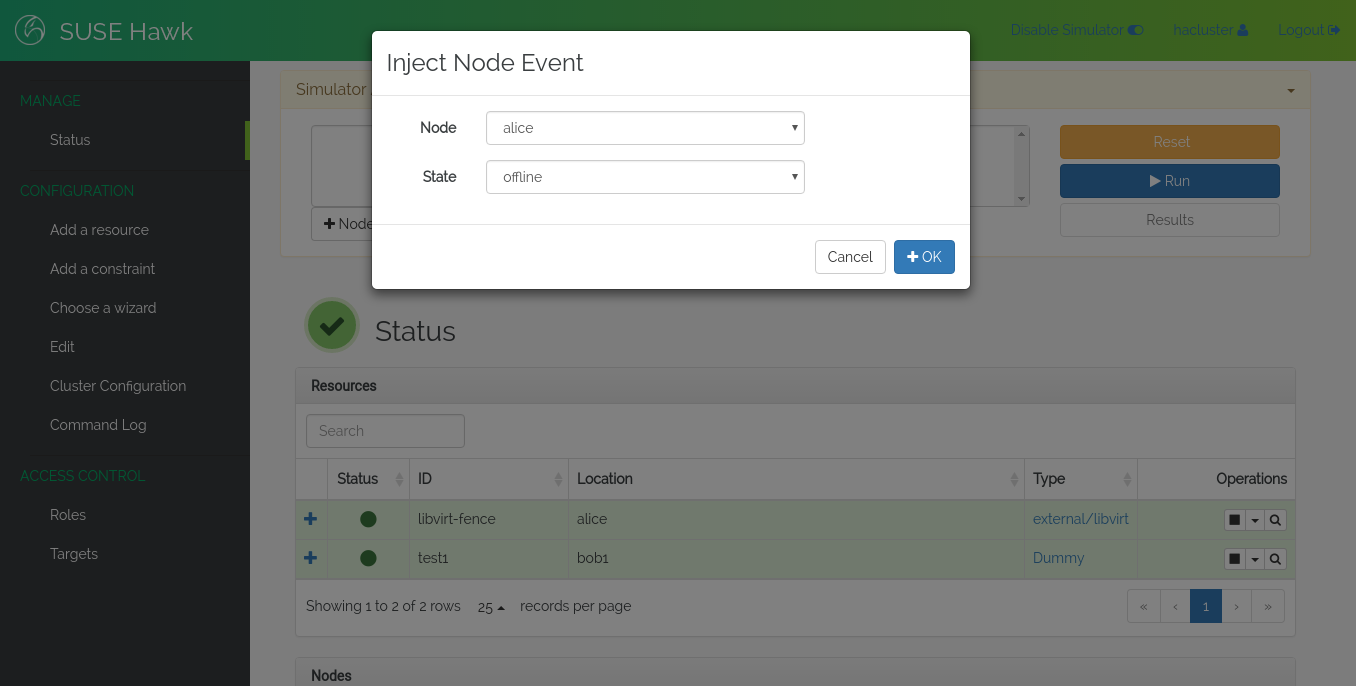 SUSE Hawk
Disable Simulator
hacluster
Logout
Inject Node Event
Node alice
State offline
Cancel OK
MANAGE
Status
CONFIGURATION
Add a resource
Add a constraint
Choose a wizard
Edit
Cluster Configuration
Command Log
ACCESS CONTROL
Roles
Targets
Simulator
Node
Reset
Run
Results
Status
Resources
Search
Status ID Location Type Operations
libvirt-fence alice external/libvirt
test1 bob1 Dummy
Showing 1 to 2 of 2 rows 25 records per page
« ‹ 1 › »
Nodes